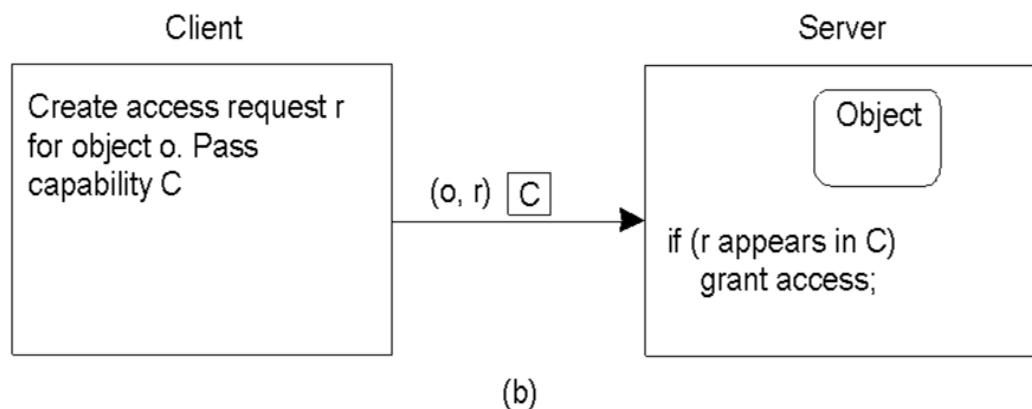 Client
Server
Create access request r
for object o. Pass
capability C
(o, r) C
Object
if (r appears in C)
grant access;
(b)